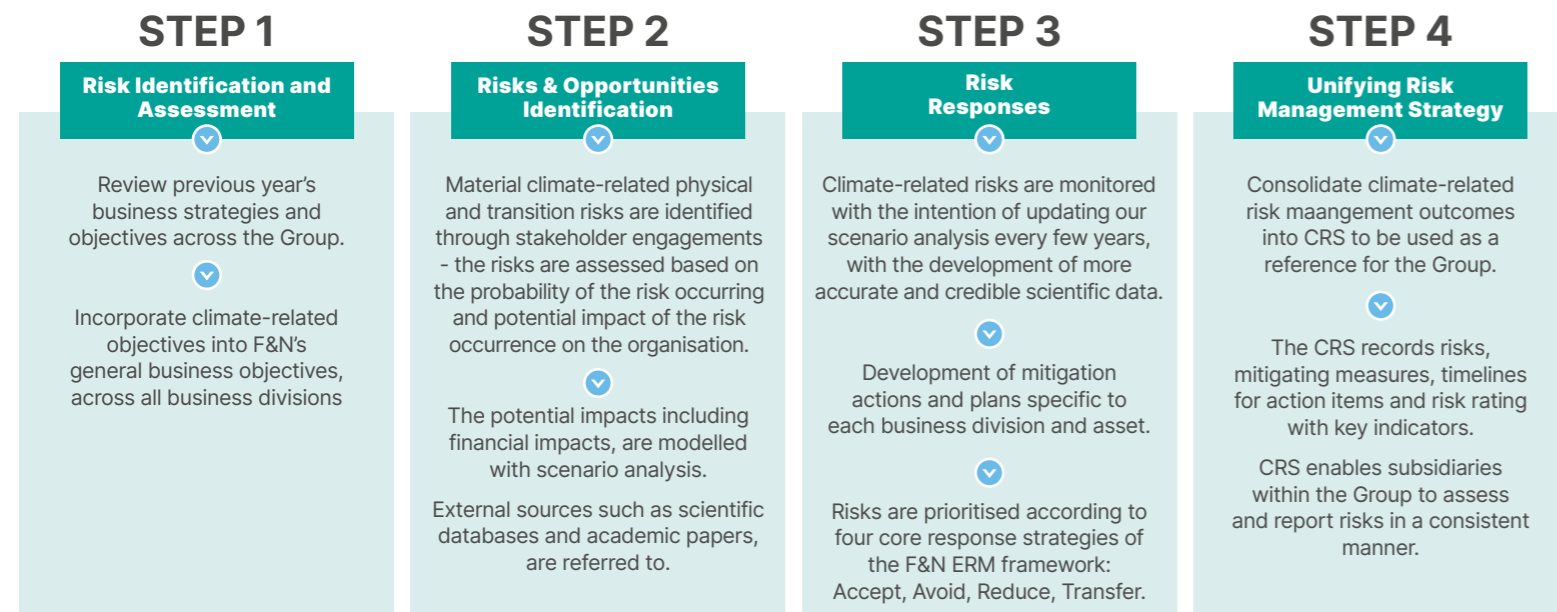 STEP 1
Risk Identification and
Assessment
Review previous year's
business strategies and
objectives across the Group.
Incorporate climate-related
objectives into F&N's
general business objectives,
across all business divisions
STEP 2
Risks & Opportunities
Identification
Material climate-related physical
and transition risks are identified
through stakeholder engagements
- the risks are assessed based on
the probability of the risk occurring
and potential impact of the risk
occurrence on the organisation.
The potential impacts including
financial impacts, are modelled
with scenario analysis.
External sources such as scientific
databases and academic papers,
are referred to.
STEP 3
Risk
Responses
Climate-related risks are monitored
with the intention of updating our
scenario analysis every few years,
with the development of more
accurate and credible scientific data.
Development of mitigation
actions and plans specific to
each business division and asset.
Risks are prioritised according to
four core response strategies of
the F&N ERM framework:
Accept, Avoid, Reduce, Transfer.
STEP 4
Unifying Risk
Management Strategy
Consolidate climate-related
risk maangement outcomes
into CRS to be used as a
reference for the Group.
The CRS records risks,
mitigating measures, timelines
for action items and risk rating
with key indicators.
CRS enables subsidiaries
within the Group to assess
and report risks in a consistent
manner.